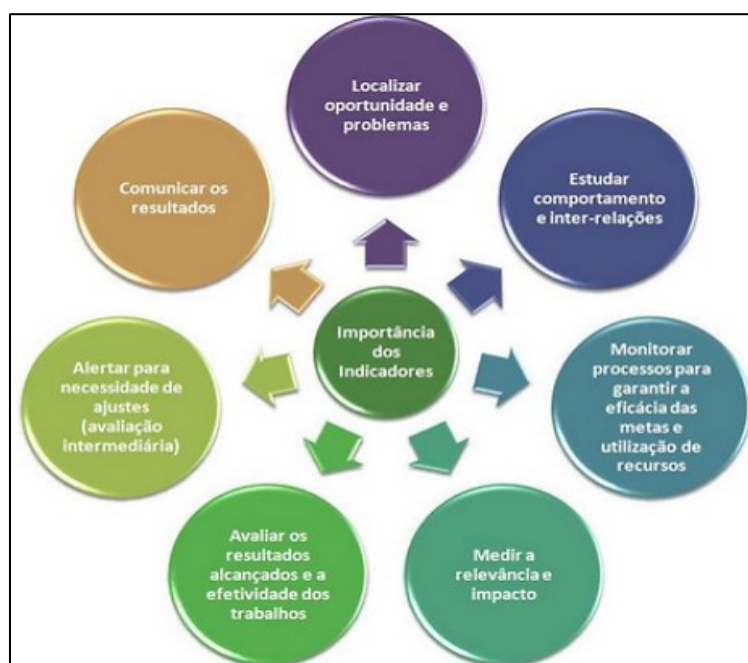 Localizar
oportunidade e
problemas
Estudar
comportamento
e inter-relações
Monitorar
processos para
garantir a
eficácia das
metas e
utilização de
recursos
Medir a
relevância e
impacto
Avaliar os
resultados
alcançados e a
efetividade dos
trabalhos
Alertar para
necessidade de
ajustes
(avaliação
intermediária)
Comunicar os
resultados
Importância
dos
Indicadores